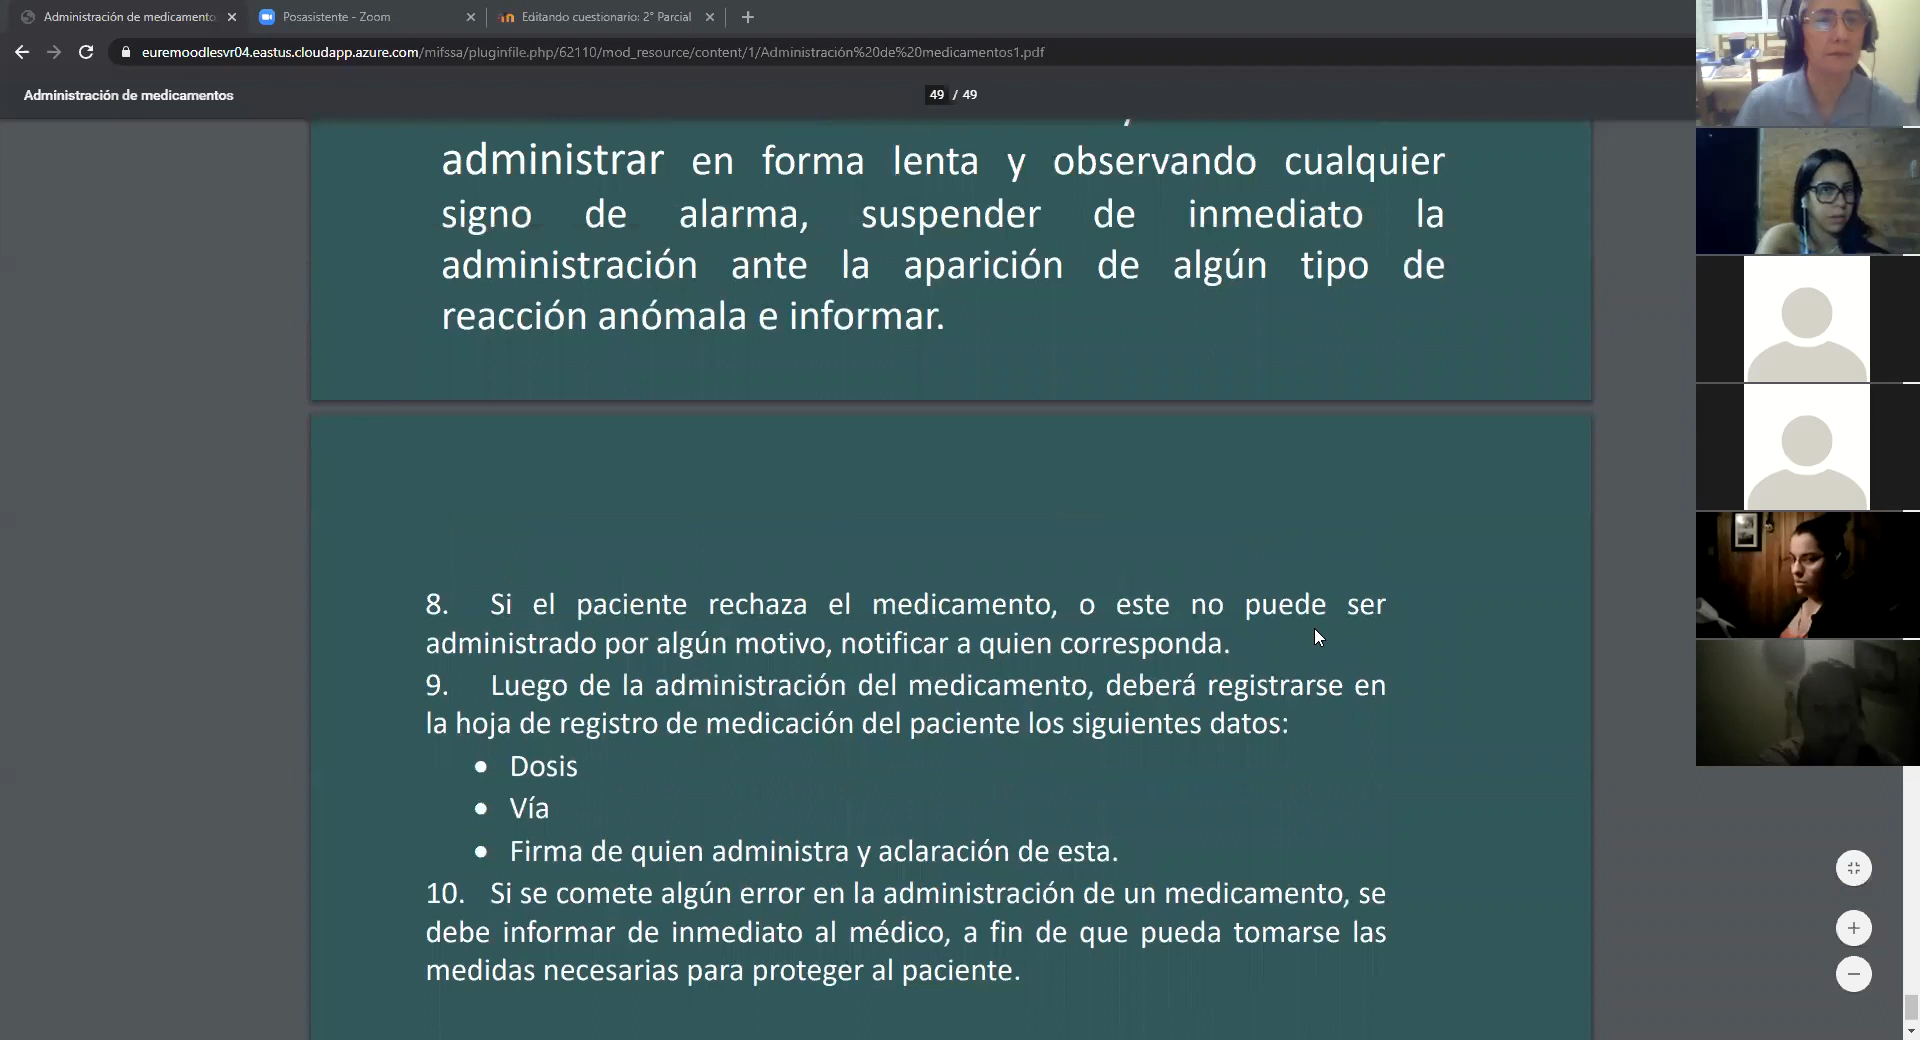 Administración de medicamento
Posasistente - Zoom
Editando cuestionario: 2° Parcial
euremoodlesvr04.eastus.cloudapp.azure.com/mifssa/pluginfile.php/62110/mod_resource/content/1/Administración%20de%20medicamentos1.pdf
Administración de medicamentos
49 / 49
administrar en forma lenta y observando cualquier
signo de alarma, suspender de inmediato la
administración ante la aparición de algún tipo de
reacción anómala e informar.
8. Si el paciente rechaza el medicamento, o este no puede ser
administrado por algún motivo, notificar a quien corresponda.
9. Luego de la administración del medicamento, deberá registrarse en
la hoja de registro de medicación del paciente los siguientes datos:
• Dosis
• Vía
• Firma de quien administra y aclaración de esta.
10. Si se comete algún error en la administración de un medicamento, se
debe informar de inmediato al médico, a fin de que pueda tomarse las
medidas necesarias para proteger al paciente.